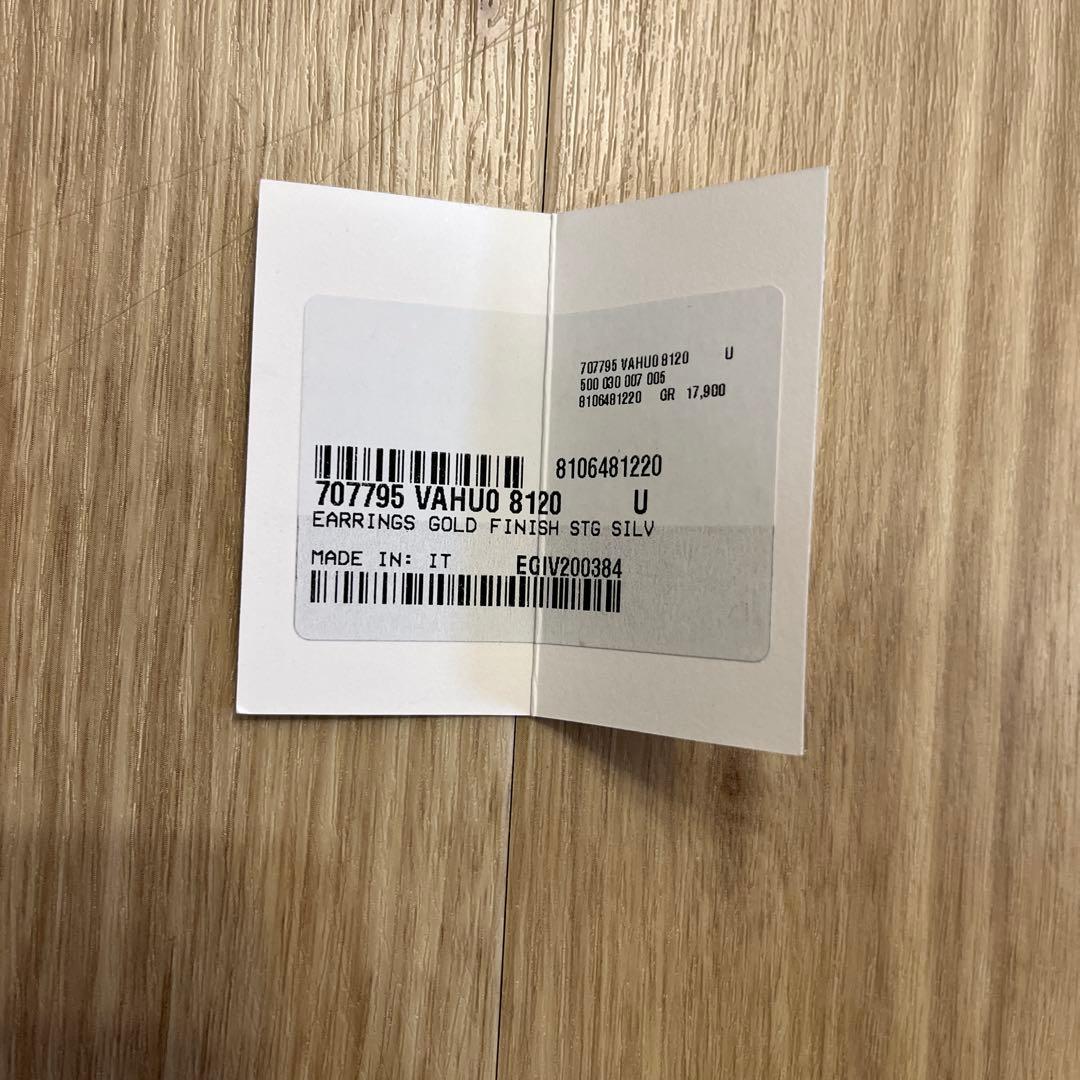 707795 VAHU0 8120 U
500 030 007 005
8106481220 GR 17,900
8106481220
707795 VAHU0 8120 U
EARRINGS GOLD FINISH STG SILV
MADE IN: IT EGIV200384